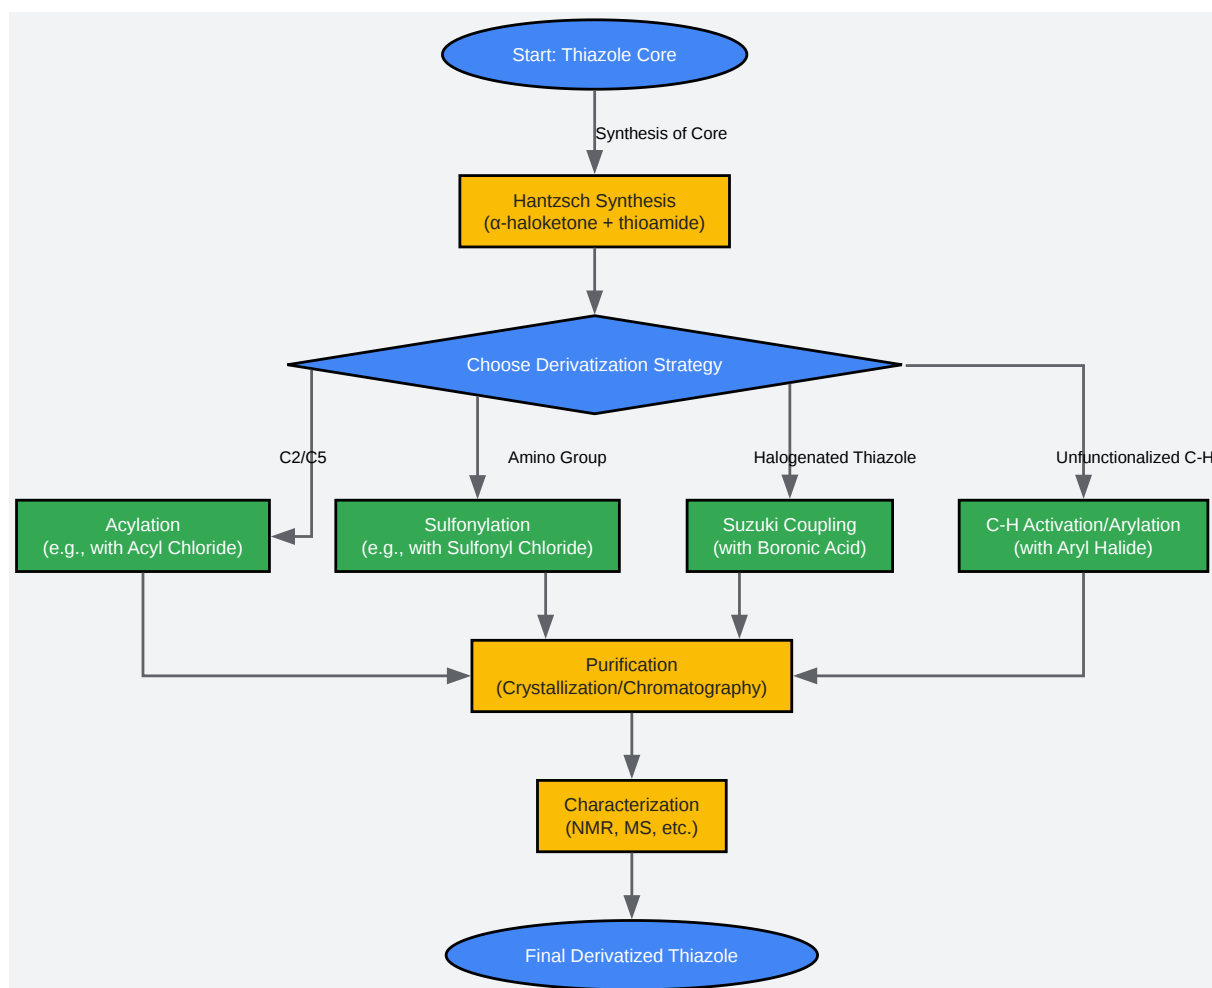 Start: Thiazole Core
Synthesis of Core
Hantzsch Synthesis
(α-haloketone + thioamide)
Choose Derivatization Strategy
C2/C5
Amino Group
Halogenated Thiazole
Unfunctionalized C-H
Acylation
(e.g., with Acyl Chloride)
Sulfonylation
(e.g., with Sulfonyl Chloride)
Suzuki Coupling
(with Boronic Acid)
C-H Activation/Arylation
(with Aryl Halide)
Purification
(Crystallization/Chromatography)
Characterization
(NMR, MS, etc.)
Final Derivatized Thiazole